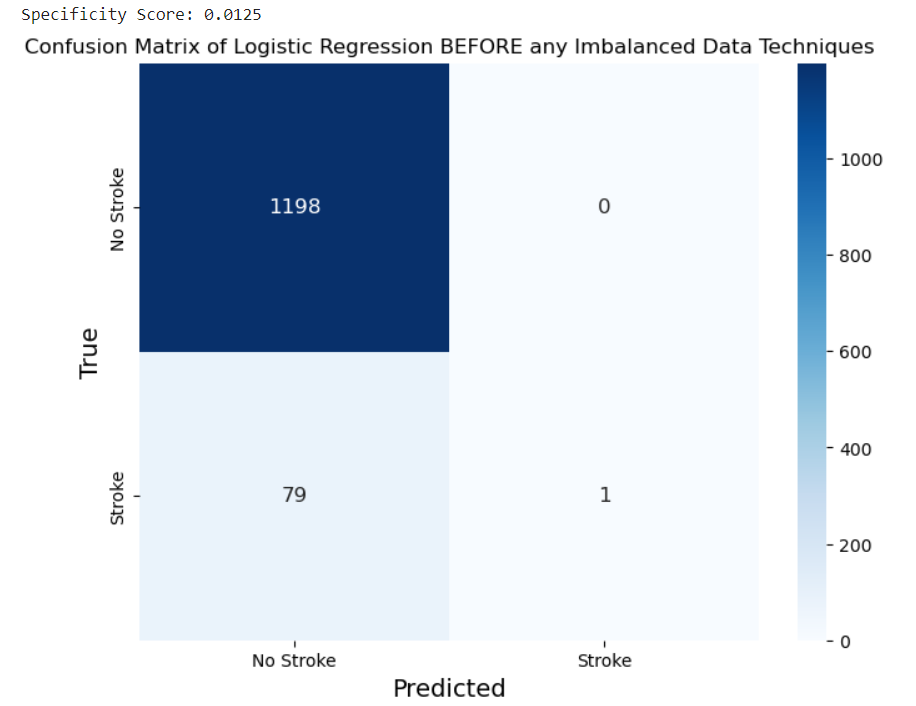 Specificity Score: 0.0125
Confusion Matrix of Logistic Regression BEFORE any Imbalanced Data Techniques
No Stroke
1198
0
True
Stroke
79
1
No Stroke
Stroke
Predicted
1000
800
600
400
200
0